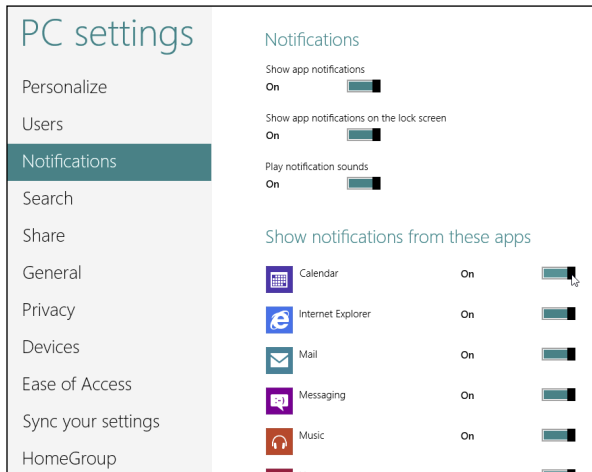 PC settings
Personalize
Users
Notifications
Search
Share
General
Privacy
Devices
Ease of Access
Sync your settings
HomeGroup
Notifications
Show app notifications
On
Show app notifications on the lock screen
On
Play notification sounds
On
Show notifications from these apps
Calendar On
Internet Explorer On
Mail On
Messaging On
Music On